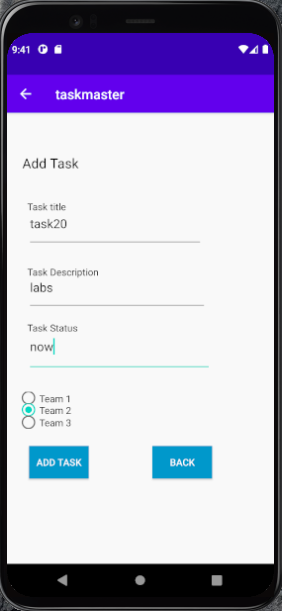 9:41
taskmaster
Add Task
Task title
task20
Task Description
labs
Task Status
now
Team 1
Team 2
Team 3
ADD TASK BACK